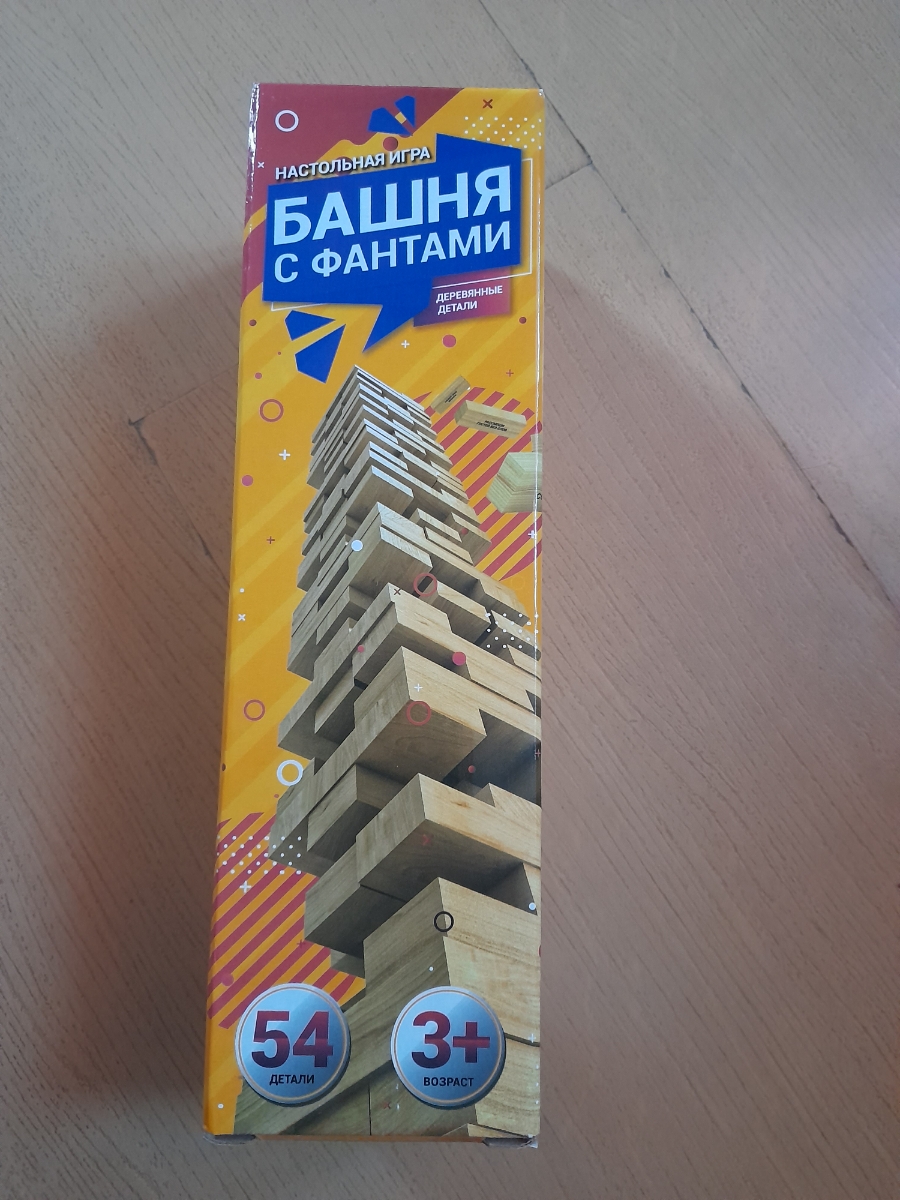 НАСТОЛЬНАЯ ИГРА
БАШНЯ
С ФАНТАМИ
ДЕРЕВЯННЫЕ
ДЕТАЛИ
54
ДЕТАЛИ
3+
ВОЗРАСТ